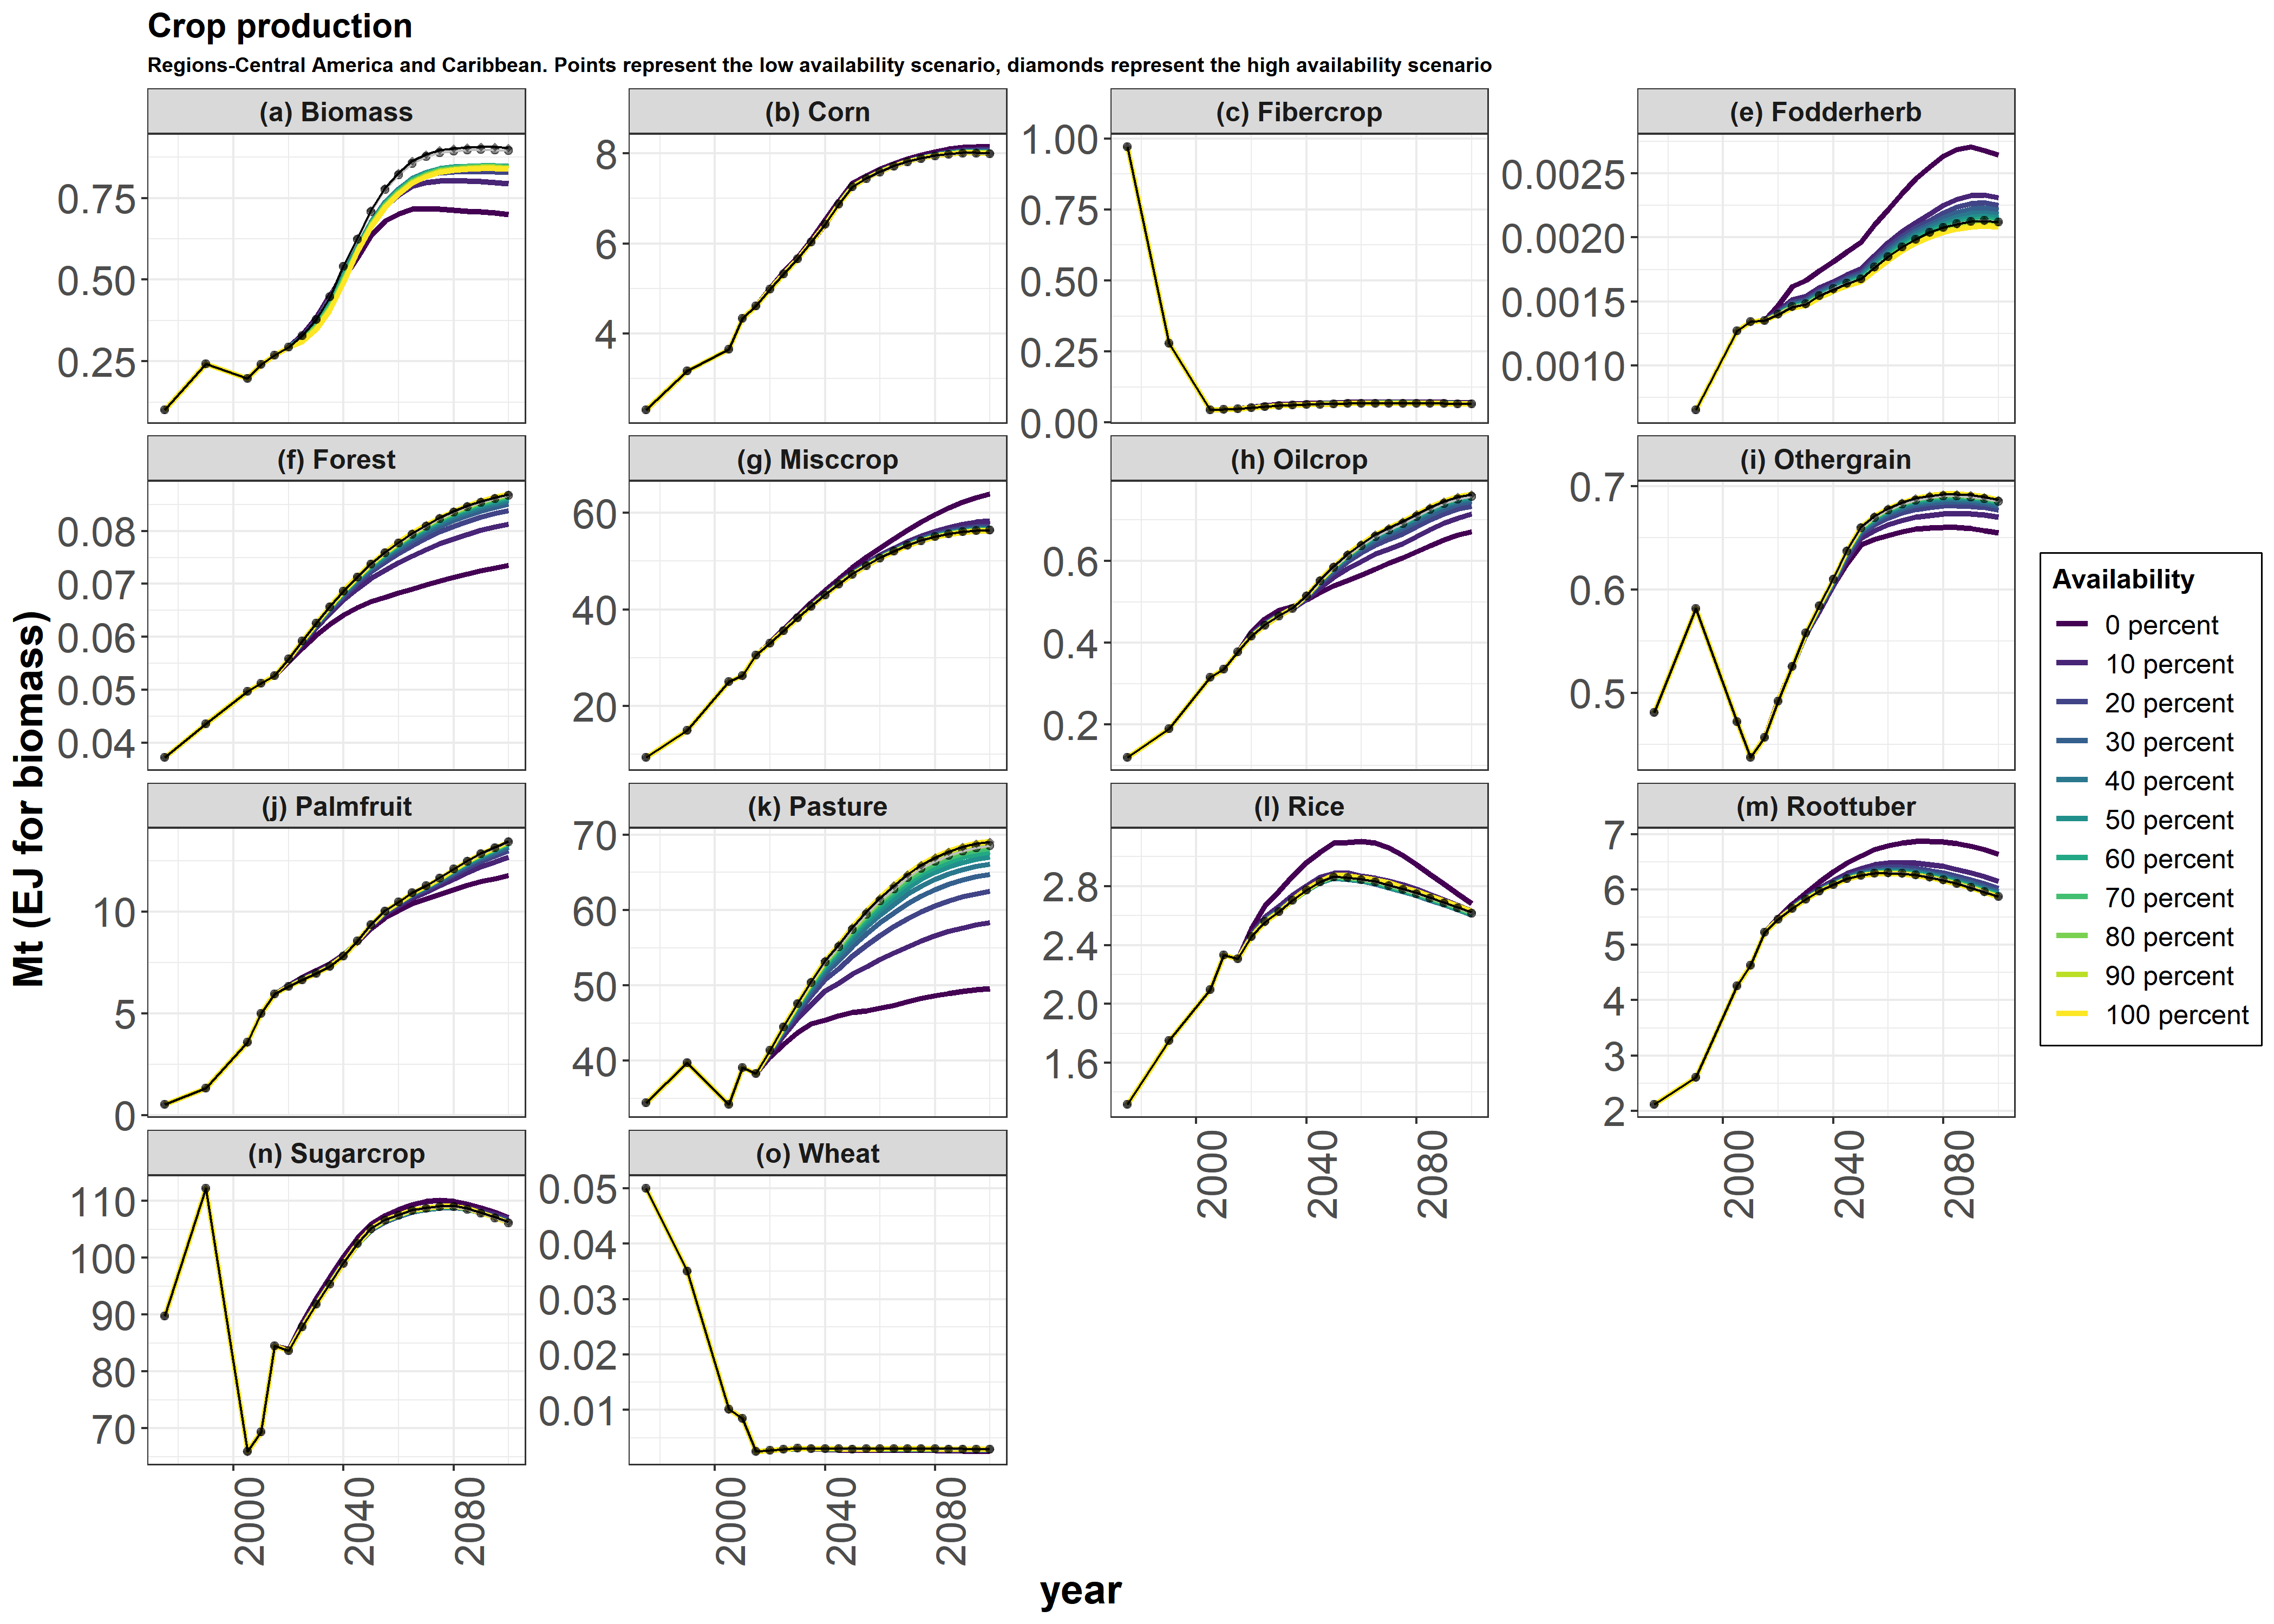 Crop production
Regions-Central America and Caribbean. Points represent the low availability scenario, diamonds represent the high availability scenario
(a) Biomass
0.75
0.50
0.25
(b) Corn
8
6
4
(c) Fibercrop
1.00
0.75
0.50
0.25
0.00
(e) Fodderherb
0.0025
0.0020
0.0015
0.0010
(f) Forest
0.08
0.07
0.06
0.05
0.04
(g) Misccrop
60
40
20
(h) Oilcrop
0.6
0.4
0.2
(i) Othergrain
0.7
0.6
0.5
(j) Palmfruit
10
5
0
(k) Pasture
70
60
50
40
(l) Rice
2.8
2.4
2.0
1.6
2000
2040
2080
(m) Roottuber
7
6
5
4
3
2
2000
2040
2080
(n) Sugarcrop
110
100
90
80
70
2000
2040
2080
(o) Wheat
0.05
0.04
0.03
0.02
0.01
2000
2040
2080
Mt (EJ for biomass)
year
Availability
0 percent
10 percent
20 percent
30 percent
40 percent
50 percent
60 percent
70 percent
80 percent
90 percent
100 percent